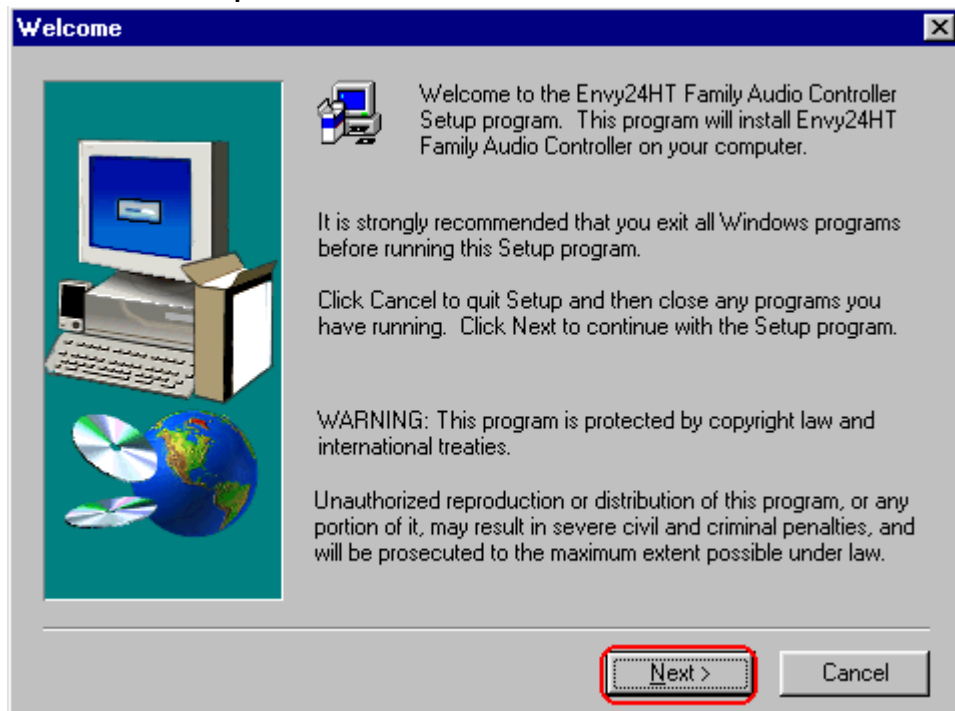 Welcome
Welcome to the Envy24HT Family Audio Controller
Setup program.  This program will install Envy24HT
Family Audio Controller on your computer.
It is strongly recommended that you exit all Windows programs
before running this Setup program.
Click Cancel to quit Setup and then close any programs you
have running.  Click Next to continue with the Setup program.
WARNING: This program is protected by copyright law and
international treaties.
Unauthorized reproduction or distribution of this program, or any
portion of it, may result in severe civil and criminal penalties, and
will be prosecuted to the maximum extent possible under law.
Next > Cancel